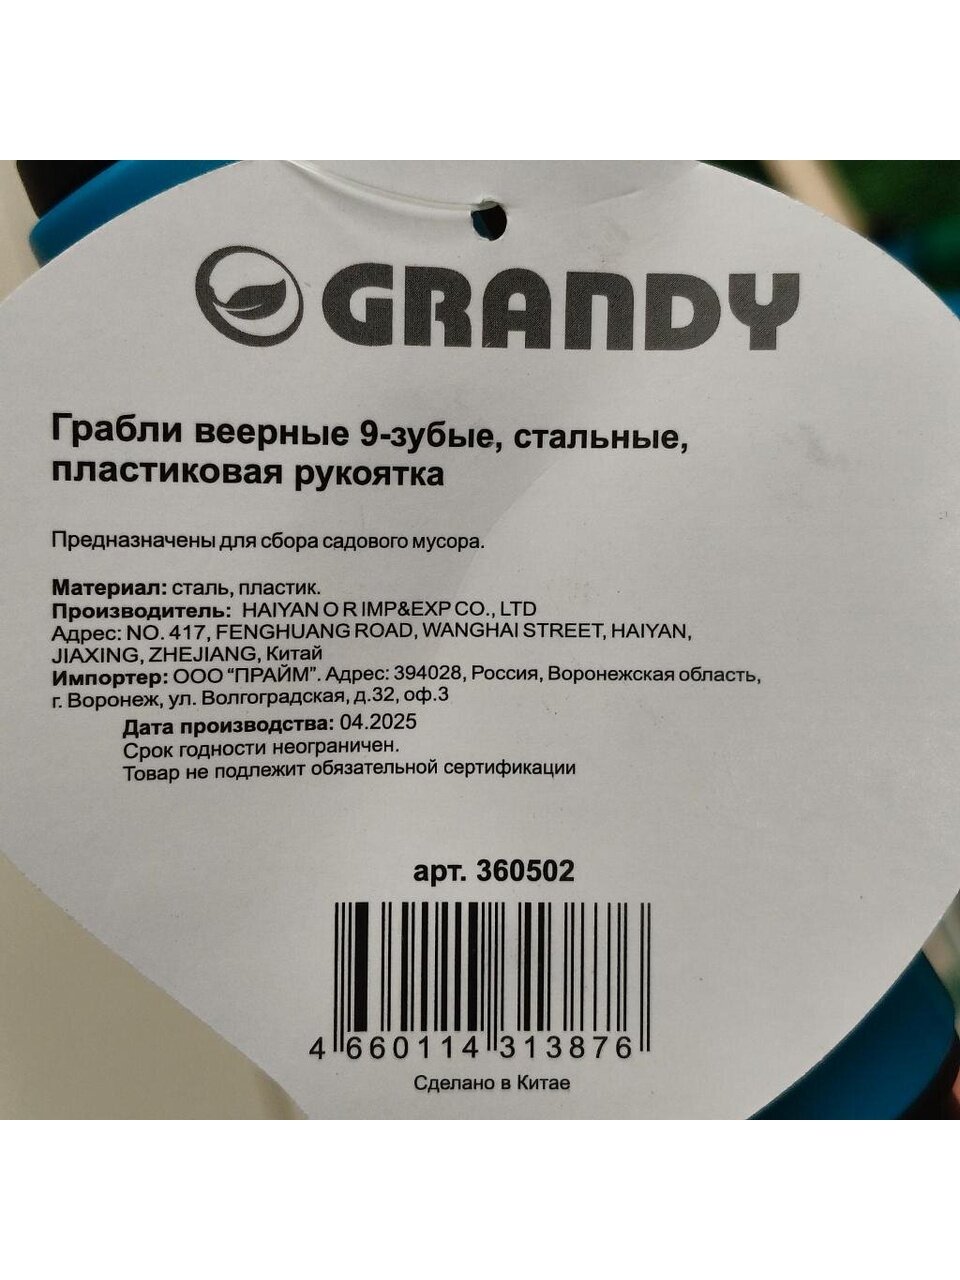 GRANDY
Грабли веерные 9-зубые, стальные,
пластиковая рукоятка
Предназначены для сбора садового мусора.
Материал: сталь, пластик.
Производитель: HAIYAN O R IMP&EXP CO., LTD
Адрес: NO. 417, FENGHUANG ROAD, WANGHAI STREET, HAIYAN,
JIAXING, ZHEJIANG, Китай
Импортер: ООО “ПРАЙМ”. Адрес: 394028, Россия, Воронежская область,
г. Воронеж, ул. Волгоградская, д.32, оф.3
Дата производства: 04.2025
Срок годности неограничен.
Товар не подлежит обязательной сертификации
арт. 360502
4 660114 313876
Сделано в Китае